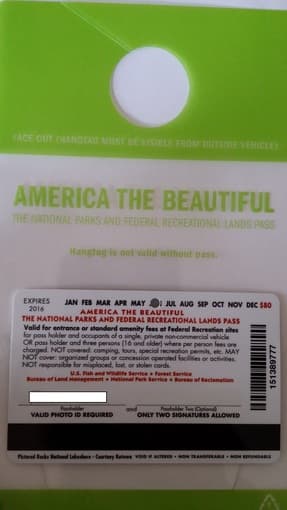 FACE OUT (HANGTAG MUST BE VISIBLE FROM OUTSIDE VEHICLE)
AMERICA THE BEAUTIFUL
THE NATIONAL PARKS AND FEDERAL RECREATIONAL LANDS PASS
Hangtag is not valid without pass.
EXPIRES JAN FEB MAR APR MAY JUL AUG SEP OCT NOV DEC $80
2016 AMERICA THE BEAUTIFUL
THE NATIONAL PARKS AND FEDERAL RECREATIONAL LANDS PASS
Valid for entrance or standard amenity fees at Federal Recreation sites
for pass holder and occupants of a single, private non-commercial vehicle
OR pass holder and three persons (16 and older) where per person fees are
charged. NOT covered: camping, tours, special recreation permits, etc. MAY
NOT cover: organized groups or concession operated facilities or activities.
NOT responsible for misplaced, lost, or stolen cards.
U.S. Fish and Wildlife Service • Forest Service
Bureau of Land Management • National Park Service • Bureau of Reclamation
151389777
Passholder and Passholder Two (Optional)
VALID PHOTO ID REQUIRED ONLY TWO SIGNATURES ALLOWED
Pictured Rocks National Lakeshore - Courtesy VOID IF ALTERED • NON TRANSFERABLE • NON REFUNDABLE